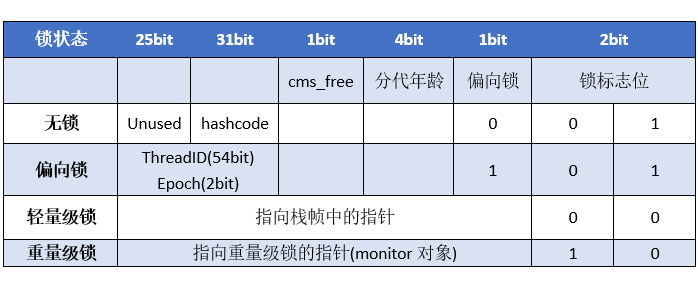 锁状态 25bit 31bit 1bit 4bit 1bit 2bit
cms_free 分代年龄 偏向锁 锁标志位
无锁 Unused hashcode 0 0 1
偏向锁 ThreadID(54bit) 1 0 1
Epoch(2bit)
轻量级锁 指向栈帧中的指针 0 0
重量级锁 指向重量级锁的指针(monitor 对象) 1 0